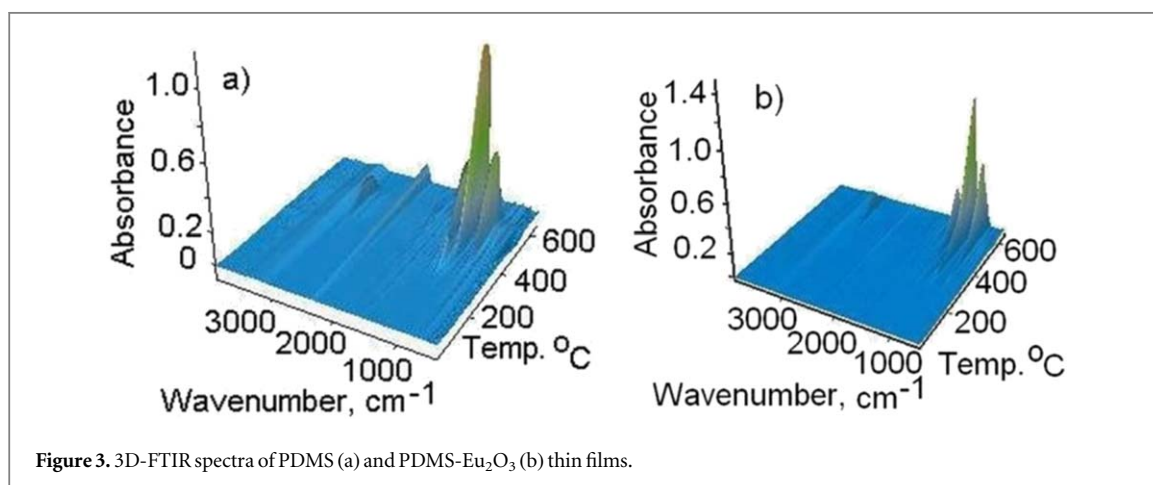 a)
1.0
0.6
0.2
0
Absorbance
3000
2000
1000
Wavenumber, cm⁻¹
200
400
600
Temp. °C
b)
1.4
1.0
0.6
0.2
Absorbance
3000
2000
1000
Wavenumber, cm⁻¹
200
400
600
Temp. °C
Figure 3. 3D-FTIR spectra of PDMS (a) and PDMS-Eu₂O₃ (b) thin films.